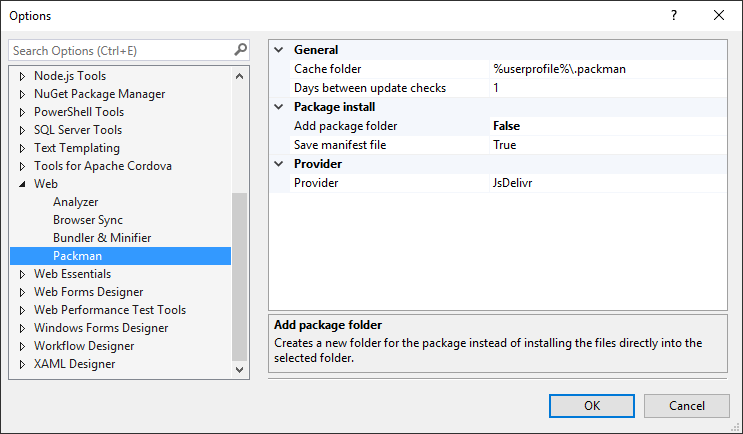 Options
Search Options (Ctrl+E)
Node.js Tools
NuGet Package Manager
PowerShell Tools
SQL Server Tools
Text Templating
Tools for Apache Cordova
Web
Analyzer
Browser Sync
Bundler & Minifier
Packman
Web Essentials
Web Forms Designer
Web Performance Test Tools
Windows Forms Designer
Workflow Designer
XAML Designer
General
Cache folder %userprofile%\.packman
Days between update checks 1
Package install
Add package folder False
Save manifest file True
Provider
Provider JsDelivr
Add package folder
Creates a new folder for the package instead of installing the files directly into the
selected folder.
OK Cancel